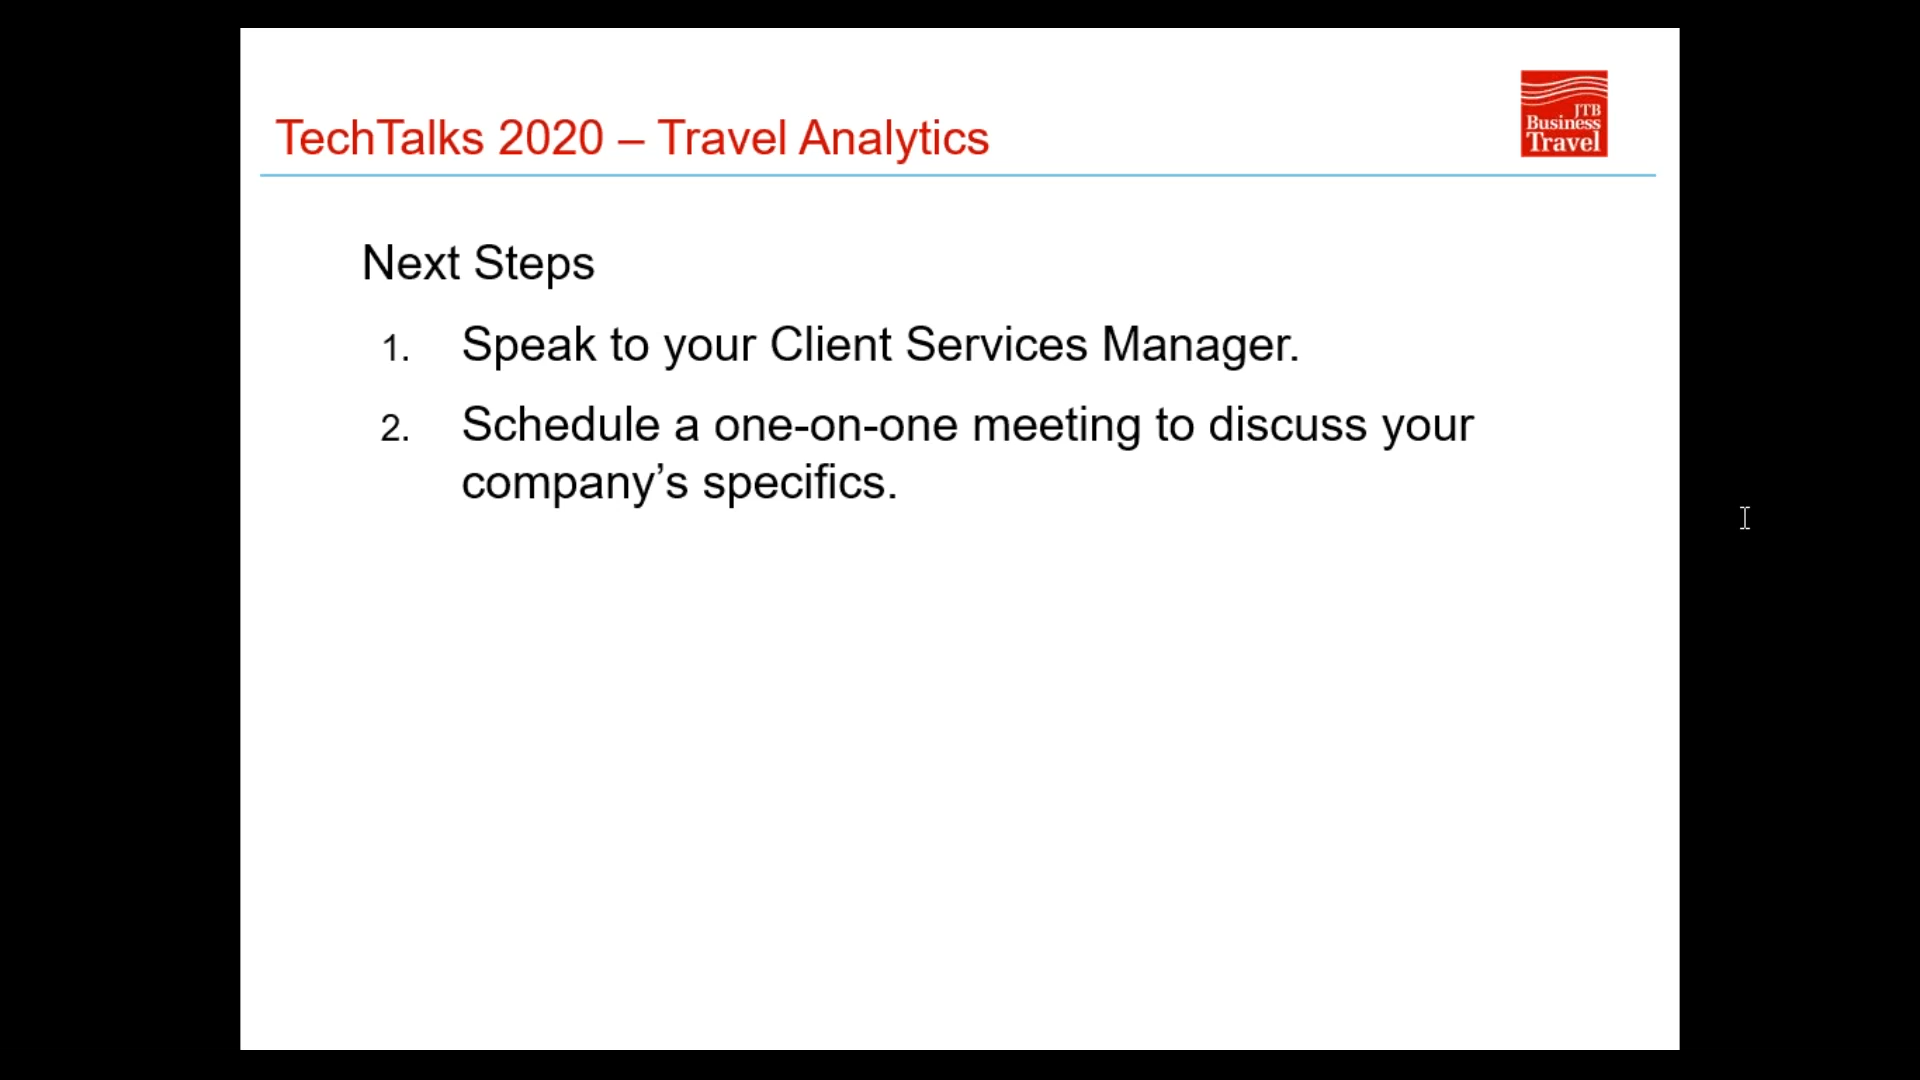 TechTalks 2020 – Travel Analytics
JTB
Business
Travel
Next Steps
1. Speak to your Client Services Manager.
2. Schedule a one-on-one meeting to discuss your
company’s specifics.